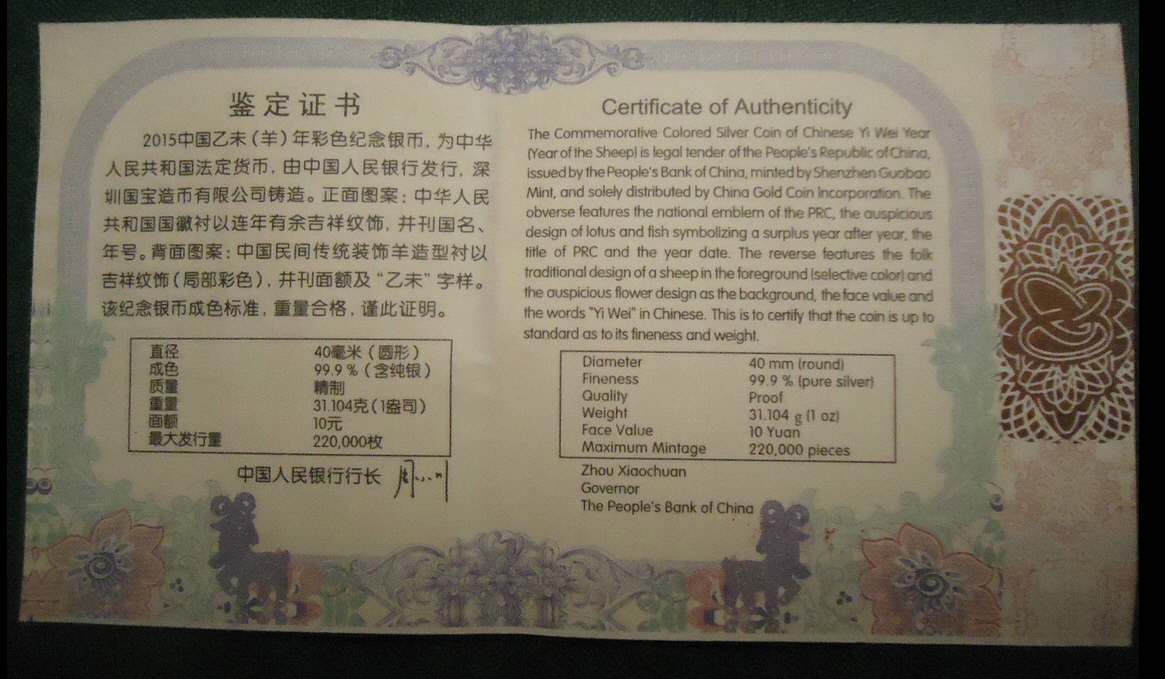 鉴定证书
2015中国乙未(羊)年彩色纪念银币,为中华
人民共和国法定货币,由中国人民银行发行,深
圳国宝造币有限公司铸造。正面图案:中华人民
共和国国徽衬以连年有余吉祥纹饰,并刊国名、
年号。背面图案:中国民间传统装饰羊造型衬以
吉祥纹饰(局部彩色),并刊面额及“乙未”字样。
该纪念银币成色标准,重量合格,谨此证明。
直径 40毫米(圆形)
成色 99.9 %(含纯银)
质量 精制
重量 31.104克(1盎司)
面额 10元
最大发行量 220,000枚
中国人民银行行长 周小川
Certificate of Authenticity
The Commemorative Colored Silver Coin of Chinese Yi Wei Year
(Year of the Sheep) is legal tender of the People's Republic of China,
issued by the People's Bank of China, minted by Shenzhen Guobao
Mint, and solely distributed by China Gold Coin Incorporation. The
obverse features the national emblem of the PRC, the auspicious
design of lotus and fish symbolizing a surplus year after year, the
title of PRC and the year date. The reverse features the folk
traditional design of a sheep in the foreground (selective color) and
the auspicious flower design as the background, the face value and
the words "Yi Wei" in Chinese. This is to certify that the coin is up to
standard as to its fineness and weight.
Diameter 40 mm (round)
Fineness 99.9 % (pure silver)
Quality Proof
Weight 31.104 g (1 oz)
Face Value 10 Yuan
Maximum Mintage 220,000 pieces
Zhou Xiaochuan
Governor
The People's Bank of China